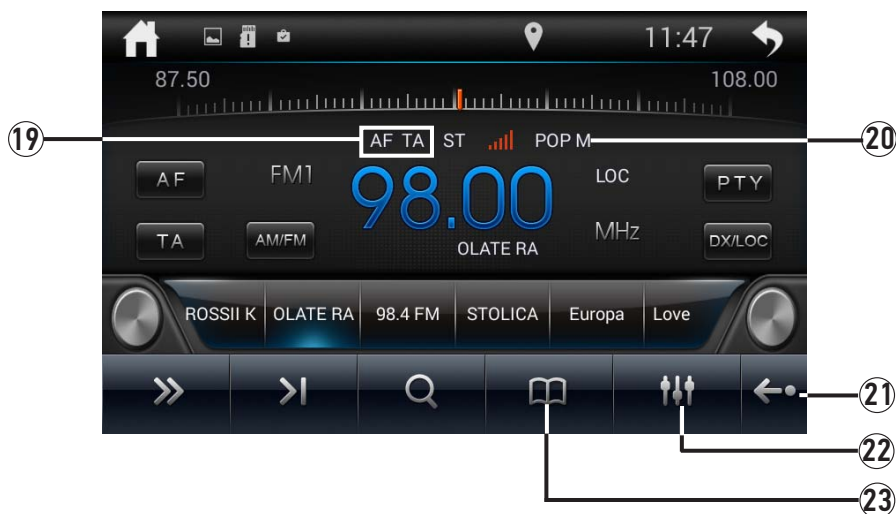 11:47
87.50 108.00
19 AF TA ST POP M 20
AF FM1 98.00 LOC PTY
TA AM/FM OLATE RA MHz DX/LOC
ROSSII K OLATE RA 98.4 FM STOLICA Europa Love
21
22
23